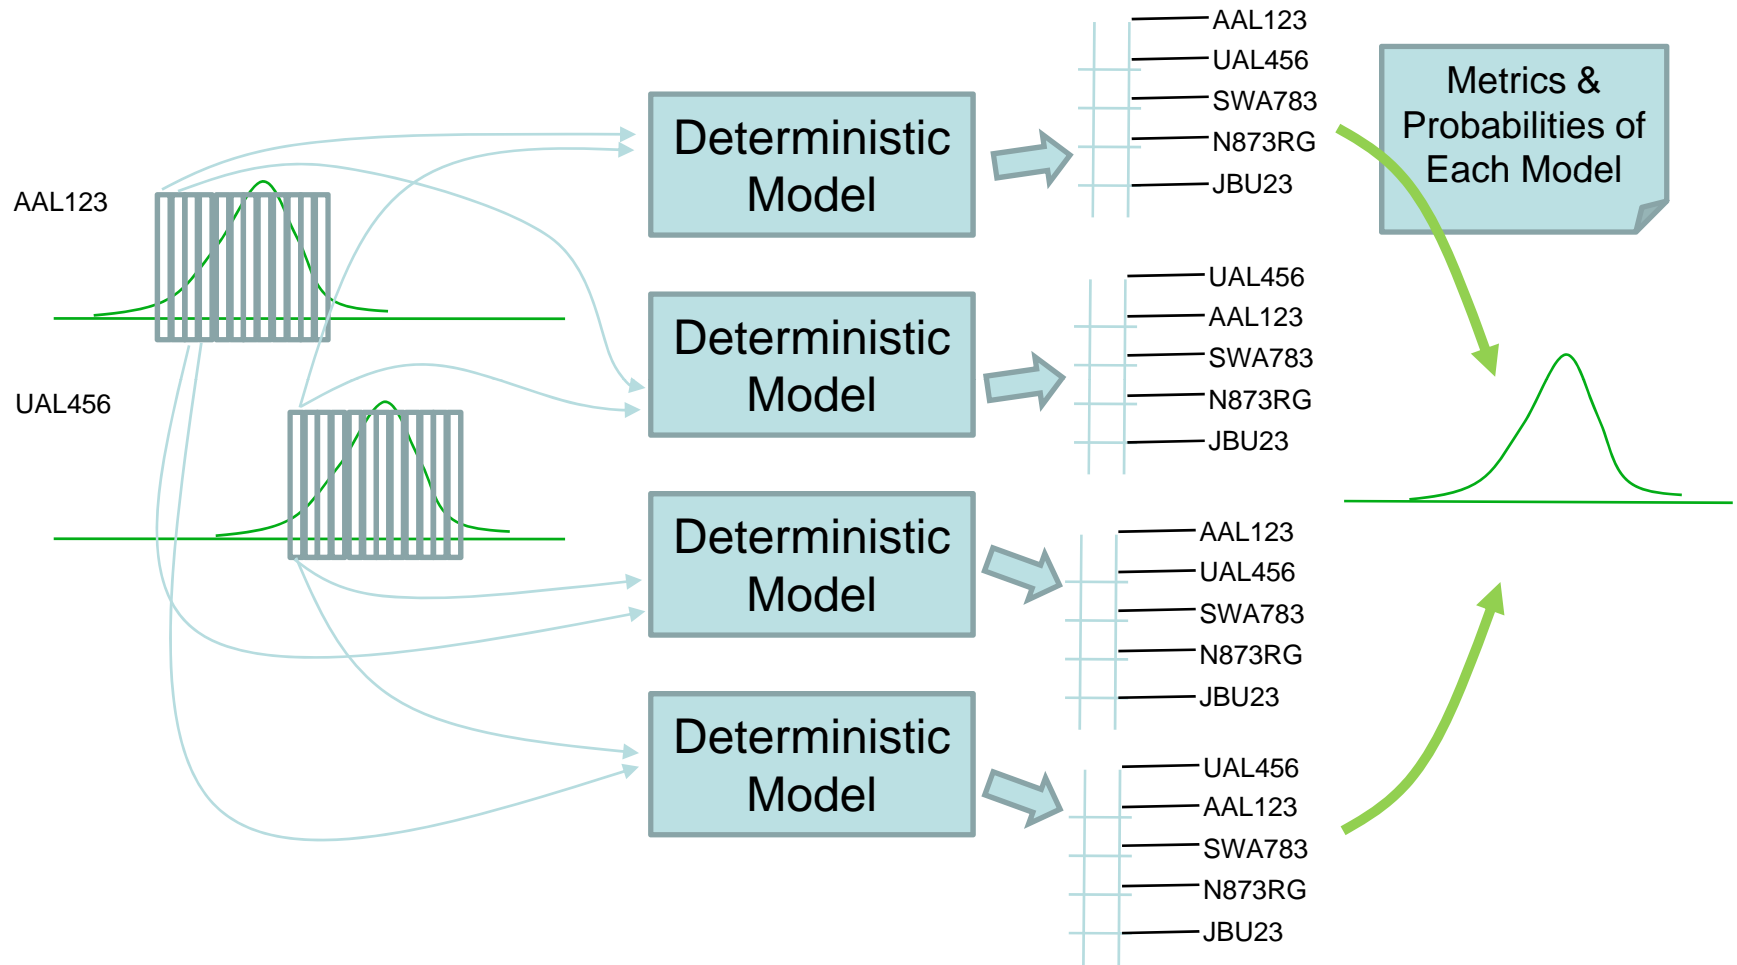 AAL123
UAL456
Deterministic
Model
Deterministic
Model
Deterministic
Model
Deterministic
Model
AAL123
UAL456
SWA783
N873RG
JBU23
UAL456
AAL123
SWA783
N873RG
JBU23
AAL123
UAL456
SWA783
N873RG
JBU23
UAL456
AAL123
SWA783
N873RG
JBU23
Metrics &
Probabilities of
Each Model